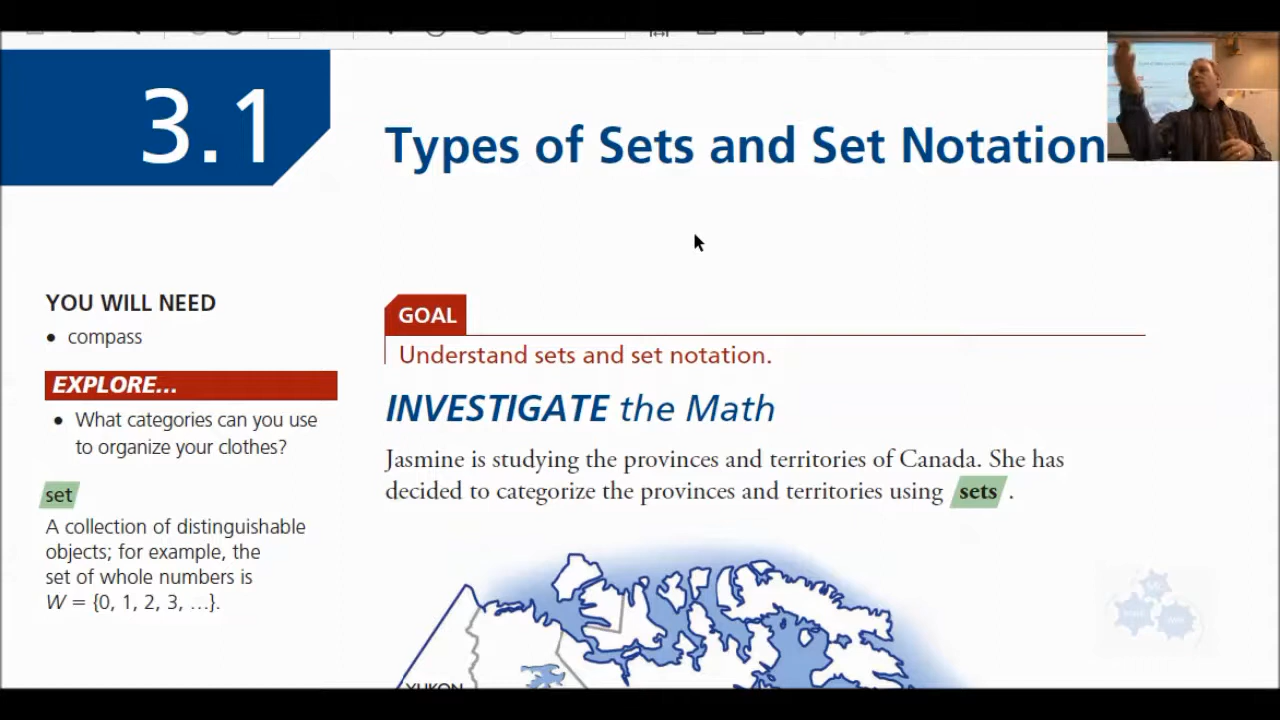 3.1
Types of Sets and Set Notation
YOU WILL NEED
• compass
EXPLORE...
• What categories can you use
to organize your clothes?
set
A collection of distinguishable
objects; for example, the
set of whole numbers is
W = {0, 1, 2, 3, ...}.
GOAL
Understand sets and set notation.
INVESTIGATE the Math
Jasmine is studying the provinces and territories of Canada. She has
decided to categorize the provinces and territories using sets .
YUKON